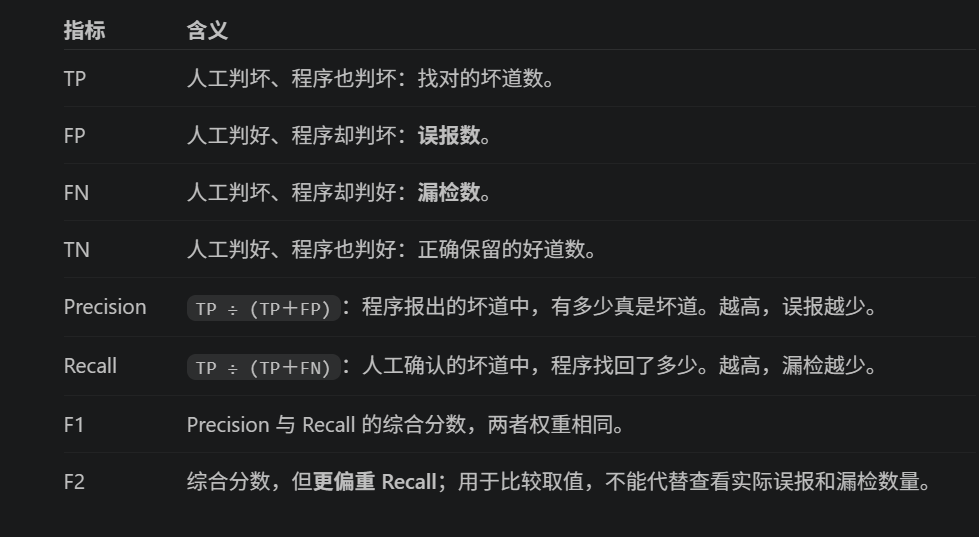 指标 含义
TP 人工判坏、程序也判坏：找对的坏道数。
FP 人工判好、程序却判坏：误报数。
FN 人工判坏、程序却判好：漏检数。
TN 人工判好、程序也判好：正确保留的好道数。
Precision TP ÷ (TP＋FP)：程序报出的坏道中，有多少真是坏道。越高，误报越少。
Recall TP ÷ (TP＋FN)：人工确认的坏道中，程序找回了多少。越高，漏检越少。
F1 Precision 与 Recall 的综合分数，两者权重相同。
F2 综合分数，但更偏重 Recall；用于比较取值，不能代替查看实际误报和漏检数量。